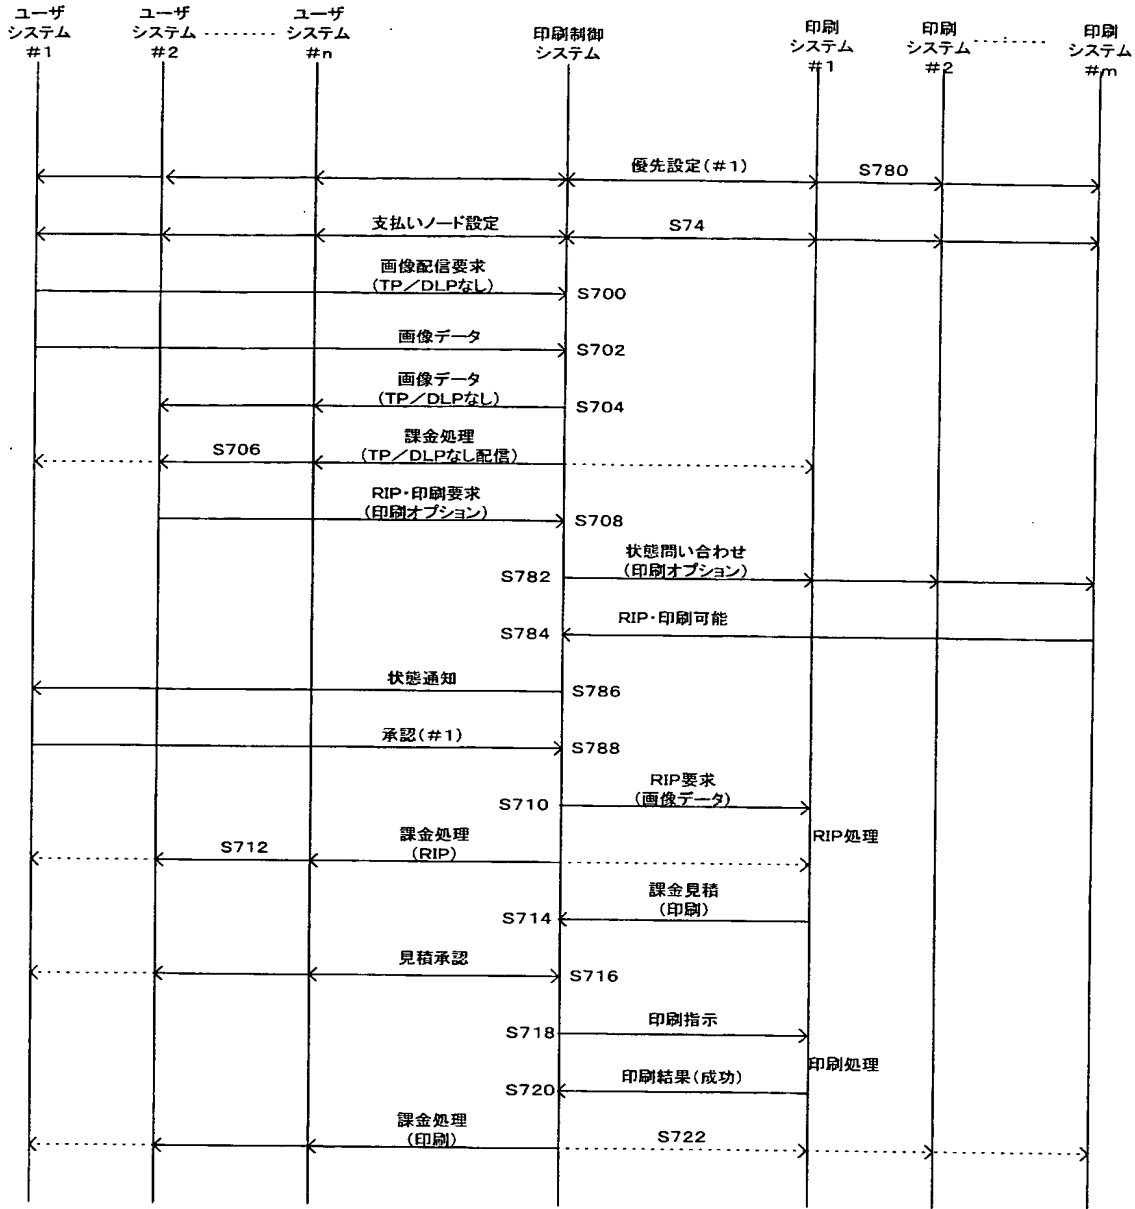 ユーザ
システム
#1
ユーザ
システム
#2
ユーザ
システム
#n
印刷制御
システム
印刷
システム
#1
印刷
システム
#2
印刷
システム
#m
優先設定(#1)
S780
支払いノード設定
S74
画像配信要求
(TP/DLPなし)
S700
画像データ
S702
画像データ
(TP/DLPなし)
S704
S706
課金処理
(TP/DLPなし配信)
RIP・印刷要求
(印刷オプション)
S708
S782
状態問い合わせ
(印刷オプション)
S784
RIP・印刷可能
状態通知
S786
承認(#1)
S788
S710
RIP要求
(画像データ)
RIP処理
S712
課金処理
(RIP)
S714
課金見積
(印刷)
見積承認
S716
S718
印刷指示
印刷処理
S720
印刷結果(成功)
課金処理
(印刷)
S722